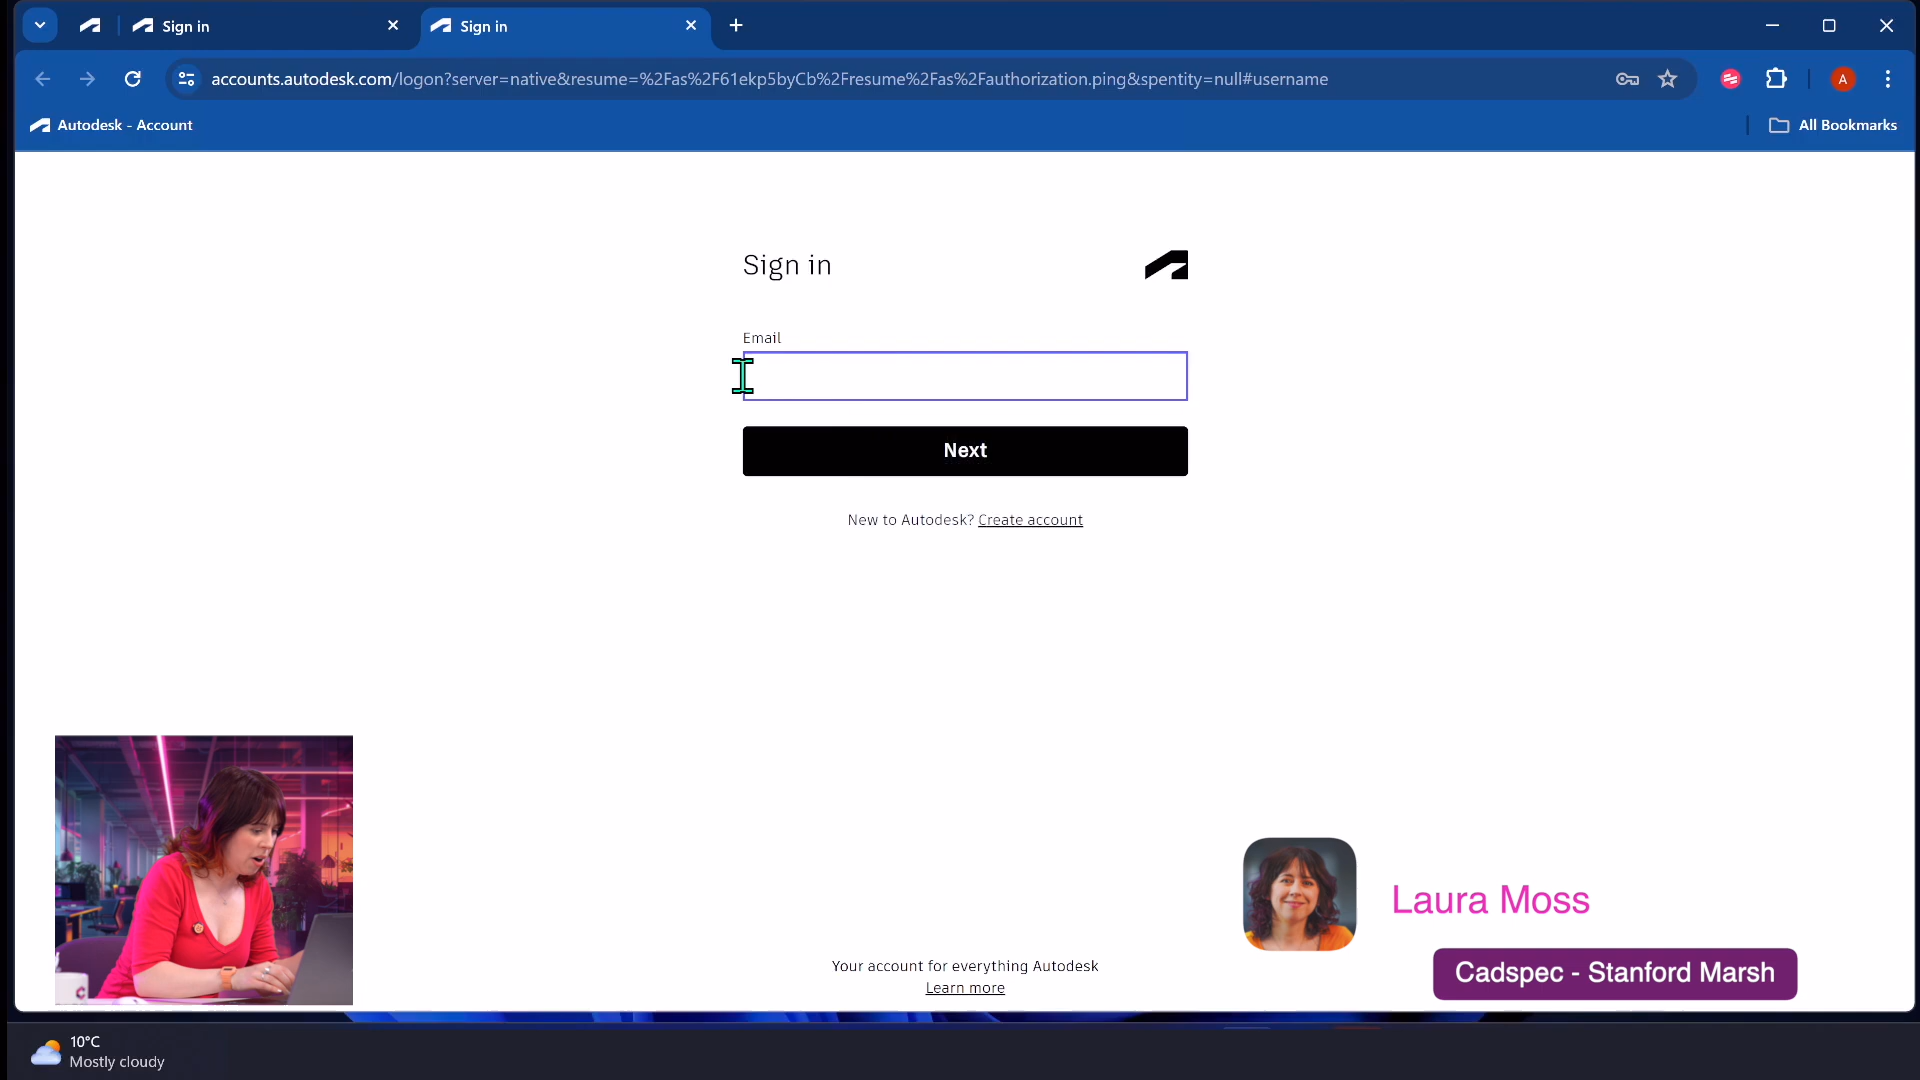 Sign in
Sign in
accounts.autodesk.com/logon?server=native&resume=%2Fas%2F61ekp5byCb%2Fresume%2Fas%2Fauthorization.ping&spentity=null#username
A
Autodesk - Account
All Bookmarks
Sign in
Email
Next
New to Autodesk? Create account
Laura Moss
Your account for everything Autodesk
Learn more
Cadspec - Stanford Marsh
10°C
Mostly cloudy